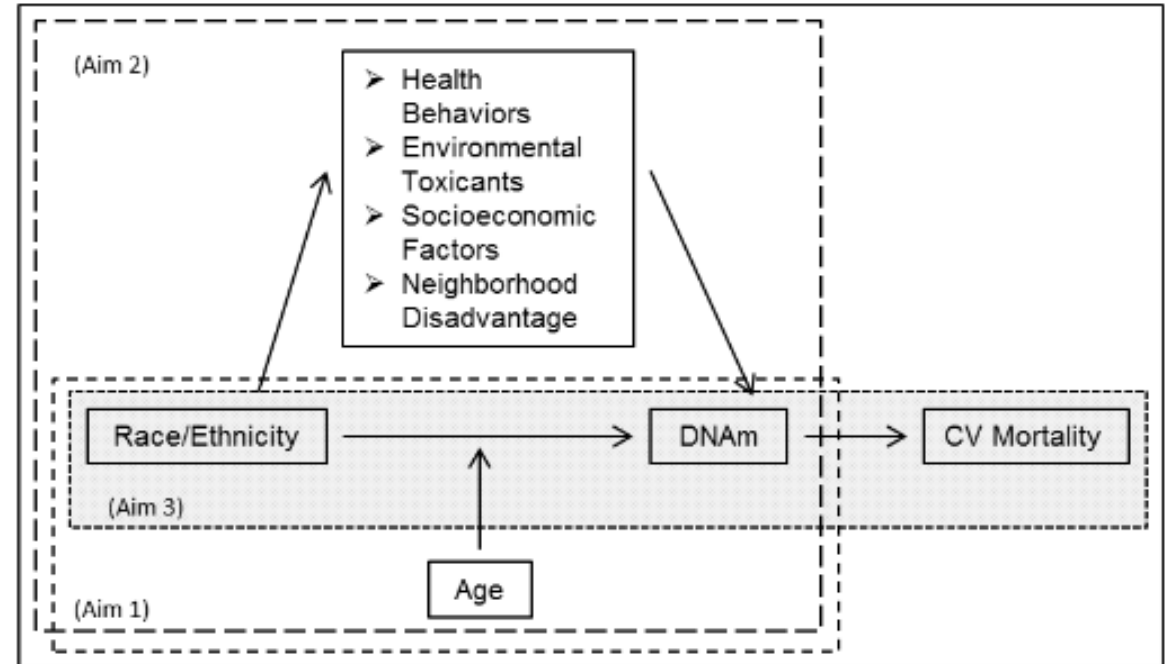 (Aim 2)
➢ Health
Behaviors
➢ Environmental
Toxicants
➢ Socioeconomic
Factors
➢ Neighborhood
Disadvantage
Race/Ethnicity
DNAm
CV Mortality
(Aim 3)
Age
(Aim 1)